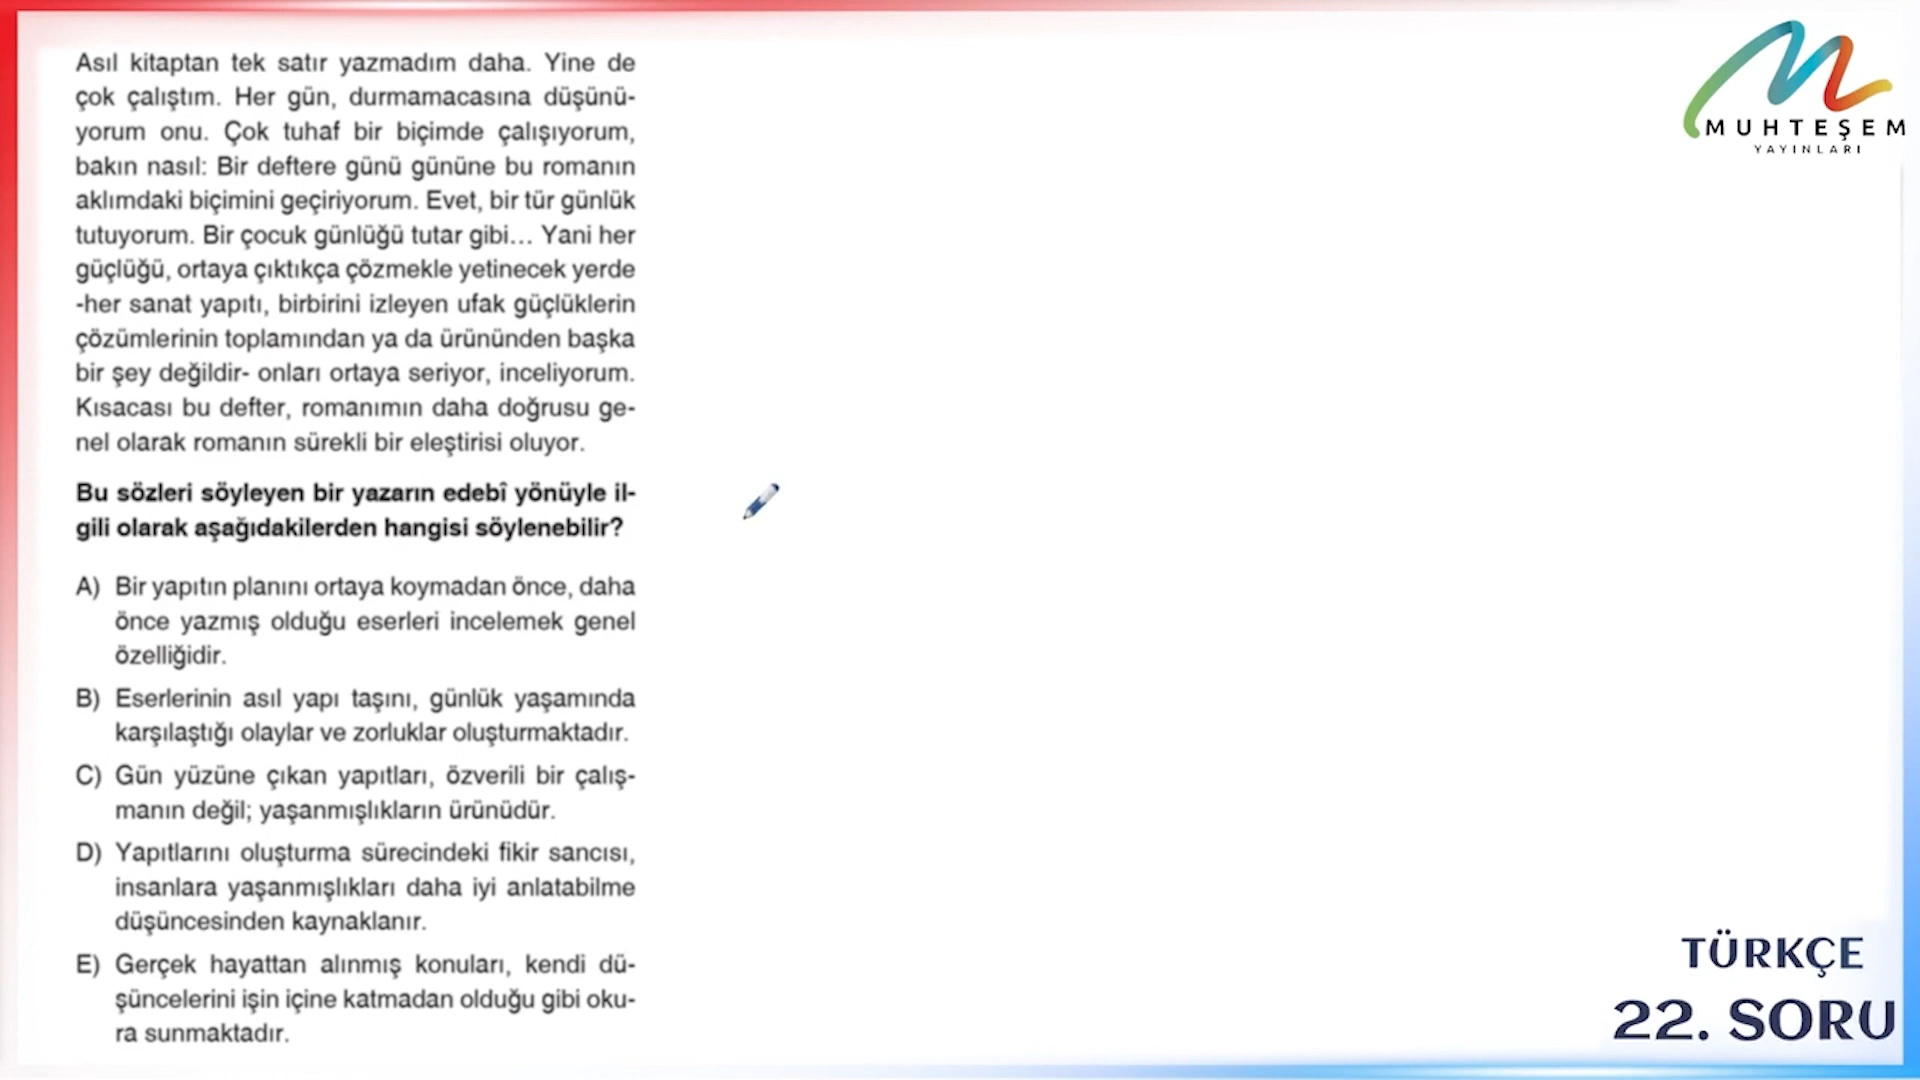 Asıl kitaptan tek satır yazmadım daha. Yine de
çok çalıştım. Her gün, durmamacasına düşünü-
yorum onu. Çok tuhaf bir biçimde çalışıyorum,
bakın nasıl: Bir deftere günü gününe bu romanın
aklımdaki biçimini geçiriyorum. Evet, bir tür günlük
tutuyorum. Bir çocuk günlüğü tutar gibi... Yani her
güçlüğü, ortaya çıktıkça çözmekle yetinecek yerde
-her sanat yapıtı, birbirini izleyen ufak güçlüklerin
çözümlerinin toplamından ya da ürününden başka
bir şey değildir- onları ortaya seriyor, inceliyorum.
Kısacası bu defter, romanımın daha doğrusu ge-
nel olarak romanın sürekli bir eleştirisi oluyor.
Bu sözleri söyleyen bir yazarın edebî yönüyle il-
gili olarak aşağıdakilerden hangisi söylenebilir?
A) Bir yapıtın planını ortaya koymadan önce, daha
önce yazmış olduğu eserleri incelemek genel
özelliğidir.
B) Eserlerinin asıl yapı taşını, günlük yaşamında
karşılaştığı olaylar ve zorluklar oluşturmaktadır.
C) Gün yüzüne çıkan yapıtları, özverili bir çalış-
manın değil; yaşanmışlıkların ürünüdür.
D) Yapıtlarını oluşturma sürecindeki fikir sancısı,
insanlara yaşanmışlıkları daha iyi anlatabilme
düşüncesinden kaynaklanır.
E) Gerçek hayattan alınmış konuları, kendi dü-
şüncelerini işin içine katmadan olduğu gibi oku-
ra sunmaktadır.
MUHTEŞEM
YAYINLARI
TÜRKÇE
22. SORU